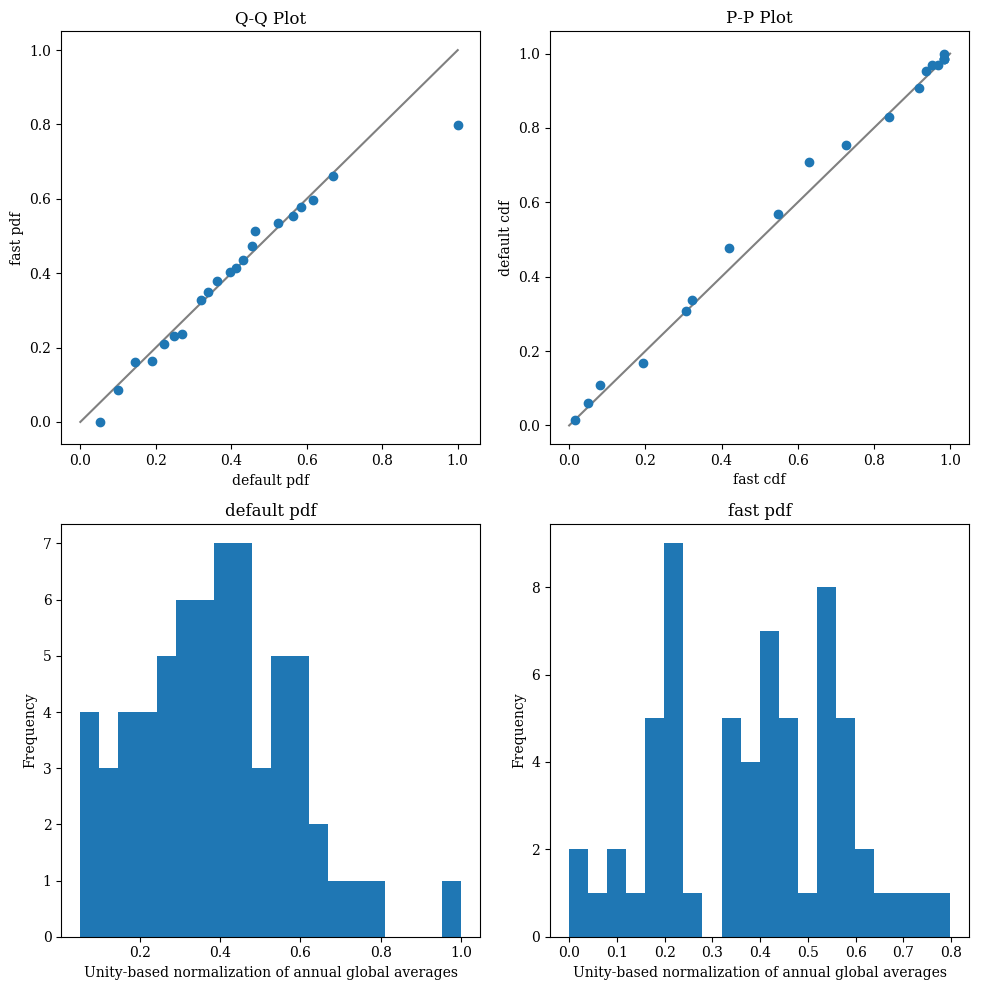 Q-Q Plot
1.0
0.8
0.6
0.4
0.2
0.0
fast pdf
0.0 0.2 0.4 0.6 0.8 1.0
default pdf
P-P Plot
1.0
0.8
0.6
0.4
0.2
0.0
default cdf
0.0 0.2 0.4 0.6 0.8 1.0
fast cdf
default pdf
7
6
5
4
3
2
1
0
Frequency
0.2 0.4 0.6 0.8 1.0
Unity-based normalization of annual global averages
fast pdf
8
6
4
2
0
Frequency
0.0 0.1 0.2 0.3 0.4 0.5 0.6 0.7 0.8
Unity-based normalization of annual global averages